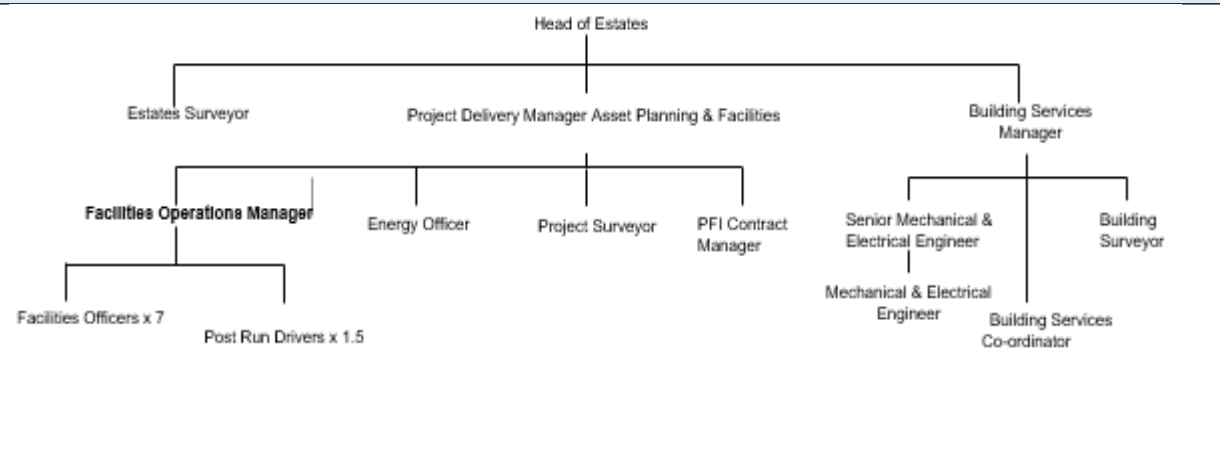 Head of Estates
Estates Surveyor
Project Delivery Manager Asset Planning & Facilities
Building Services
Manager
Facilities Operations Manager
Energy Officer
Project Surveyor
PFI Contract
Manager
Senior Mechanical &
Electrical Engineer
Building
Surveyor
Mechanical & Electrical
Engineer
Building Services
Co-ordinator
Facilities Officers x 7
Post Run Drivers x 1.5